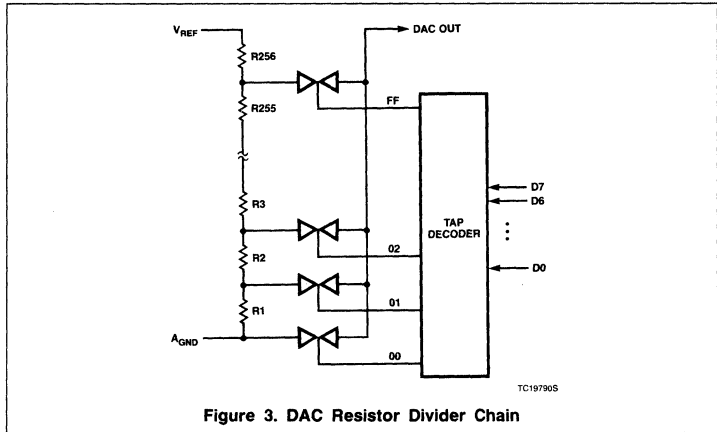 VREF
DAC OUT
R256
FF
R255
D7
D6
R3
TAP
DECODER
02
D0
R2
01
R1
AGND
00
TC19790S
Figure 3. DAC Resistor Divider Chain